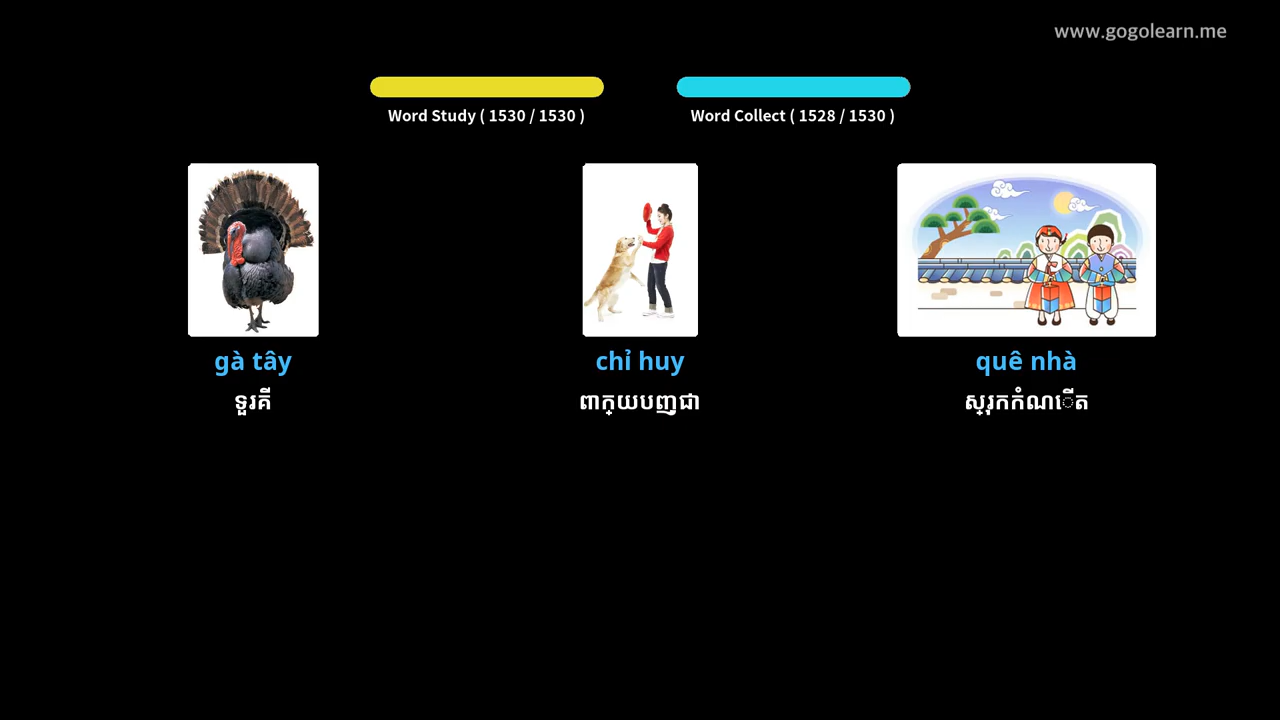 www.gogolearn.me
Word Study ( 1530 / 1530 )
Word Collect ( 1528 / 1530 )
gà tây
chỉ huy
quê nhà
ទួរគី
ពាក្យបញ្ជា
ស្រុកកំណើត